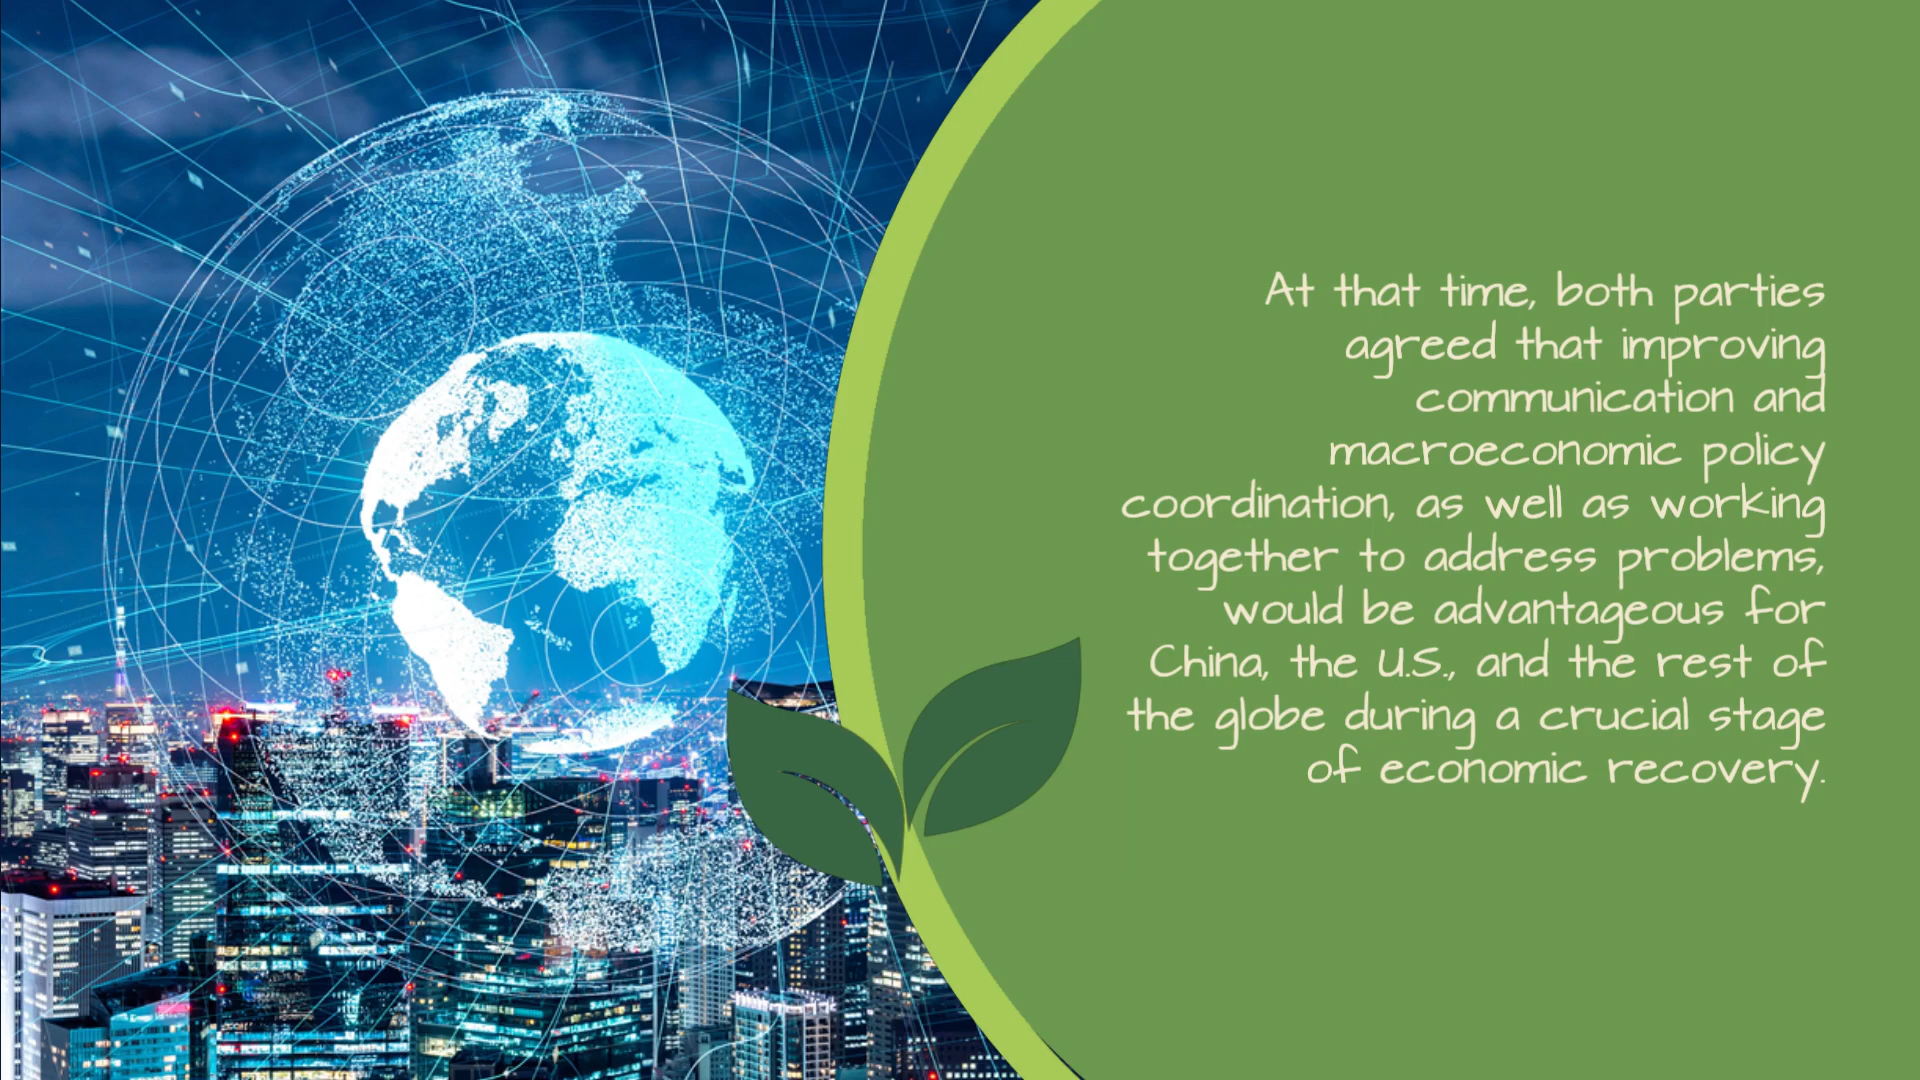 At that time, both parties
agreed that improving
communication and
macroeconomic policy
coordination, as well as working
together to address problems,
would be advantageous for
China, the U.S., and the rest of
the globe during a crucial stage
of economic recovery.